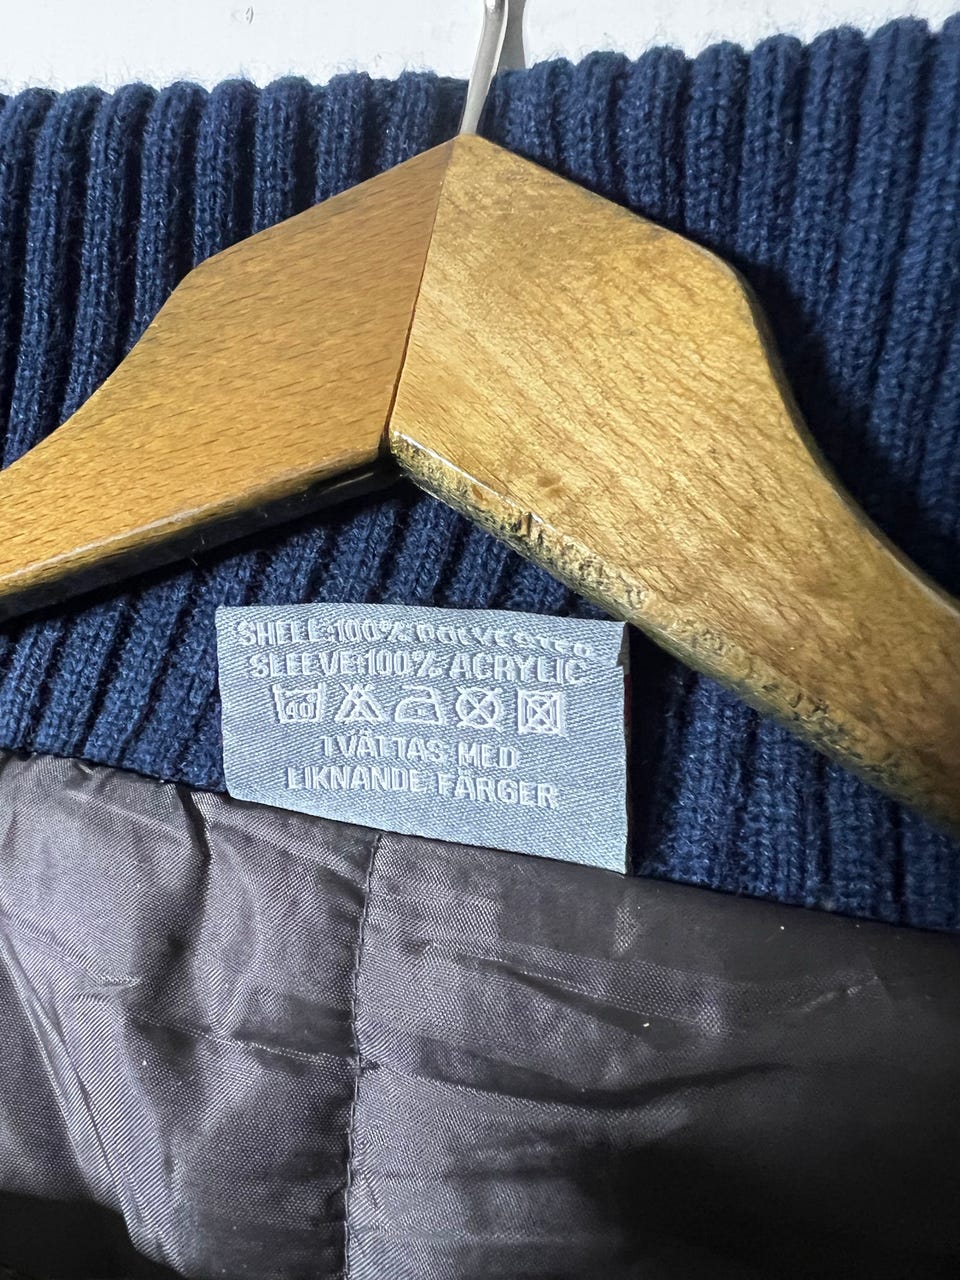 SHELL:100% POLYESTER
SLEEVE:100% ACRYLIC
40
TVÄTTAS MED
LIKNANDE FÄRGER